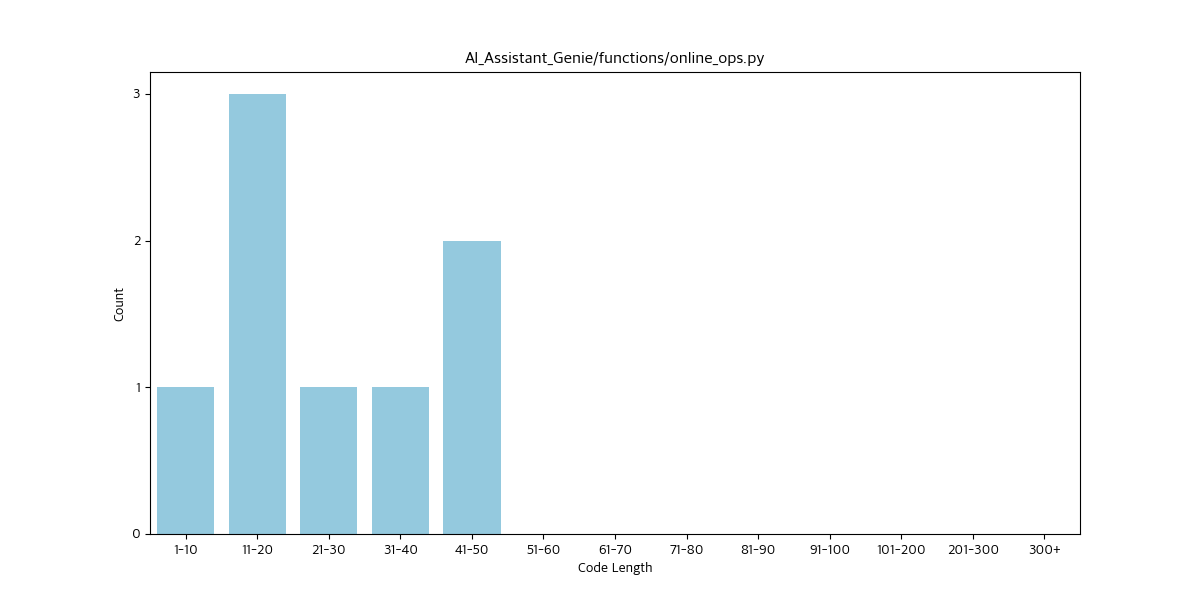 AI_Assistant_Genie/functions/online_ops.py
3
2
1
0
Count
1-10 11-20 21-30 31-40 41-50 51-60 61-70 71-80 81-90 91-100 101-200 201-300 300+
Code Length